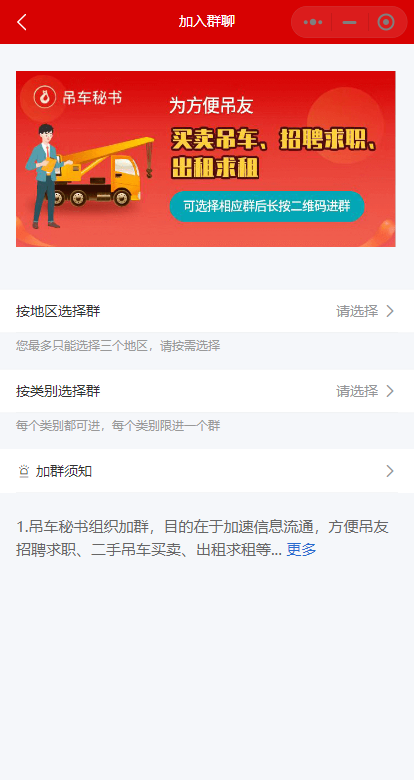 加入群聊
吊车秘书
为方便吊友
买卖吊车、招聘求职、
出租求租
可选择相应群后长按二维码进群
按地区选择群 请选择
您最多只能选择三个地区，请按需选择
按类别选择群 请选择
每个类别都可进，每个类别限进一个群
加群须知
1.吊车秘书组织加群，目的在于加速信息流通，方便吊友
招聘求职、二手吊车买卖、出租求租等... 更多